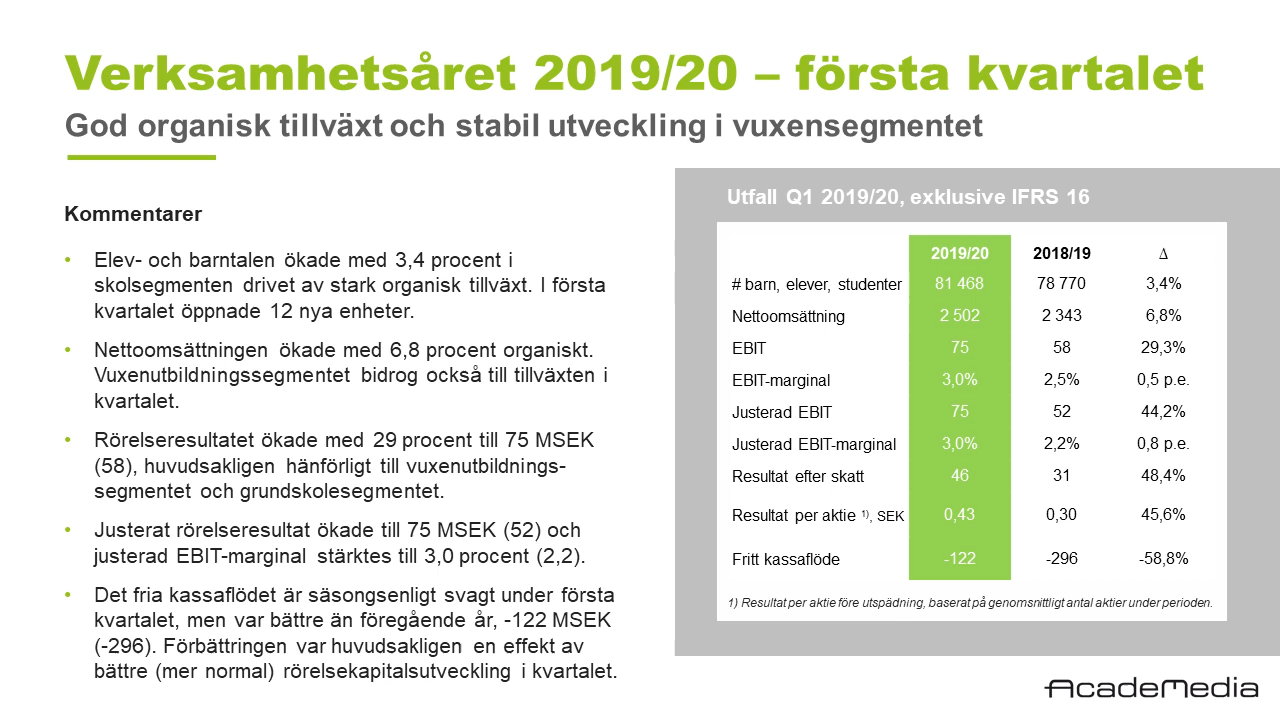 Verksamhetsåret 2019/20 – första kvartalet
God organisk tillväxt och stabil utveckling i vuxensegmentet
Kommentarer
• Elev- och barntalen ökade med 3,4 procent i
skolsegmenten drivet av stark organisk tillväxt. I första
kvartalet öppnade 12 nya enheter.
• Nettoomsättningen ökade med 6,8 procent organiskt.
Vuxenutbildningssegmentet bidrog också till tillväxten i
kvartalet.
• Rörelseresultatet ökade med 29 procent till 75 MSEK
(58), huvudsakligen hänförligt till vuxenutbildnings-
segmentet och grundskolesegmentet.
• Justerat rörelseresultat ökade till 75 MSEK (52) och
justerad EBIT-marginal stärktes till 3,0 procent (2,2).
• Det fria kassaflödet är säsongsenligt svagt under första
kvartalet, men var bättre än föregående år, -122 MSEK
(-296). Förbättringen var huvudsakligen en effekt av
bättre (mer normal) rörelsekapitalsutveckling i kvartalet.
Utfall Q1 2019/20, exklusive IFRS 16
2019/20 2018/19 Δ
# barn, elever, studenter 81 468 78 770 3,4%
Nettoomsättning 2 502 2 343 6,8%
EBIT 75 58 29,3%
EBIT-marginal 3,0% 2,5% 0,5 p.e.
Justerad EBIT 75 52 44,2%
Justerad EBIT-marginal 3,0% 2,2% 0,8 p.e.
Resultat efter skatt 46 31 48,4%
Resultat per aktie 1), SEK 0,43 0,30 45,6%
Fritt kassaflöde -122 -296 -58,8%
1) Resultat per aktie före utspädning, baserat på genomsnittligt antal aktier under perioden.
AcadeMedia